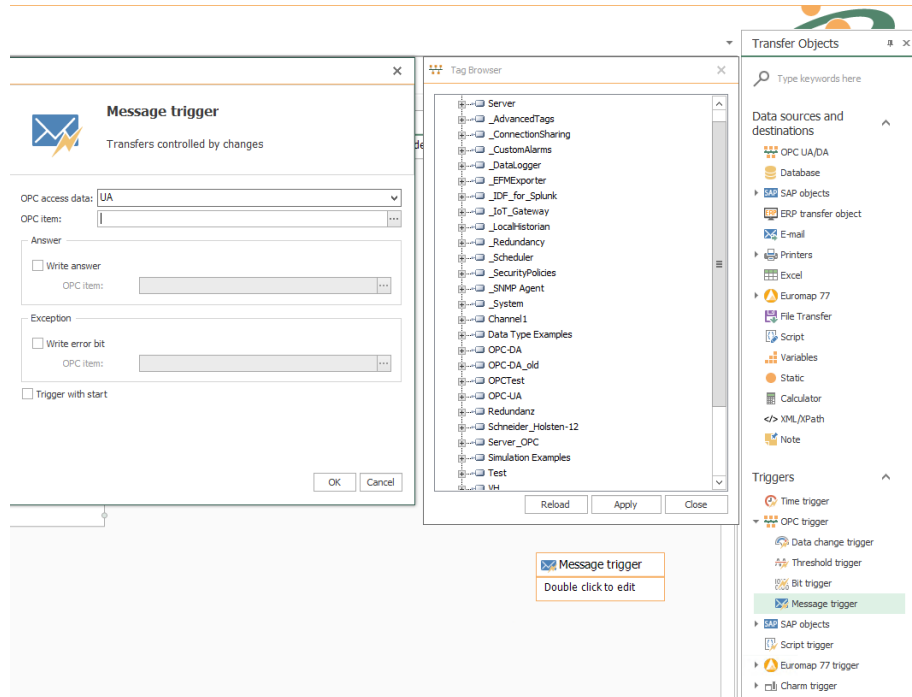 Message trigger
Transfers controlled by changes
OPC access data: UA
OPC item:
Answer
Write answer
OPC item:
Exception
Write error bit
OPC item:
Trigger with start
OK Cancel
de
Tag Browser
Server
_AdvancedTags
_ConnectionSharing
_CustomAlarms
_DataLogger
_EFMExporter
_IDF_for_Splunk
_IoT_Gateway
_LocalHistorian
_Redundancy
_Scheduler
_SecurityPolicies
_SNMP Agent
_System
Channel1
Data Type Examples
OPC-DA
OPC-DA_old
OPCTest
OPC-UA
Redundanz
Schneider_Holsten-12
Server_OPC
Simulation Examples
Test
VH
Reload Apply Close
Message trigger
Double click to edit
Transfer Objects
Type keywords here
Data sources and
destinations
OPC UA/DA
Database
SAP SAP objects
ERP ERP transfer object
E-mail
Printers
Excel
Euromap 77
File Transfer
Script
Variables
Static
Calculator
</> XML/XPath
Note
Triggers
Time trigger
OPC trigger
Data change trigger
Threshold trigger
Bit trigger
Message trigger
SAP SAP objects
Script trigger
Euromap 77 trigger
Charm trigger